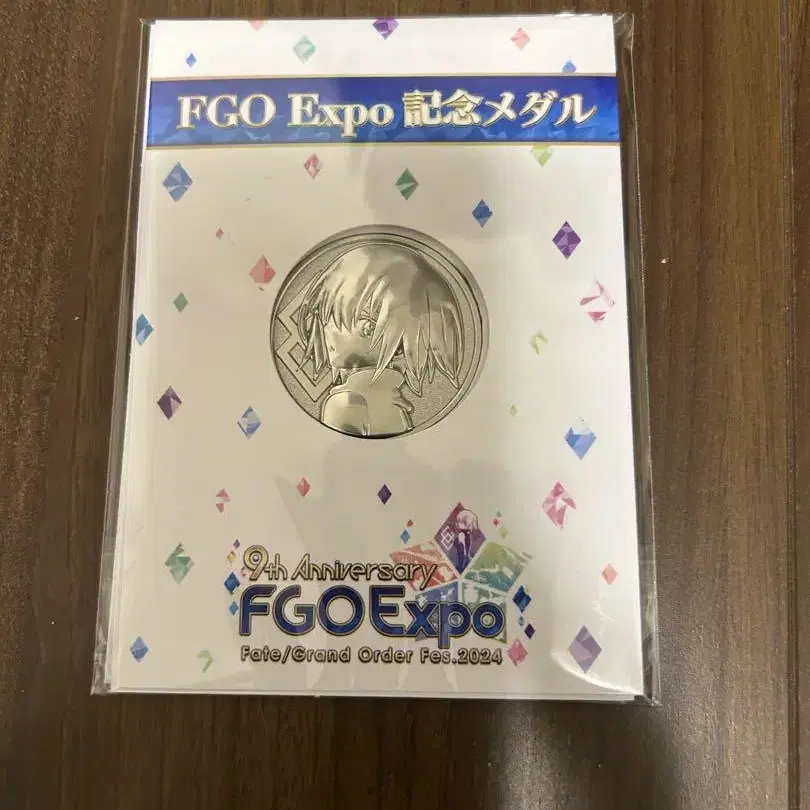 FGO Expo 記念メダル
9th Anniversary
FGO Expo
Fate/Grand Order Fes.2024